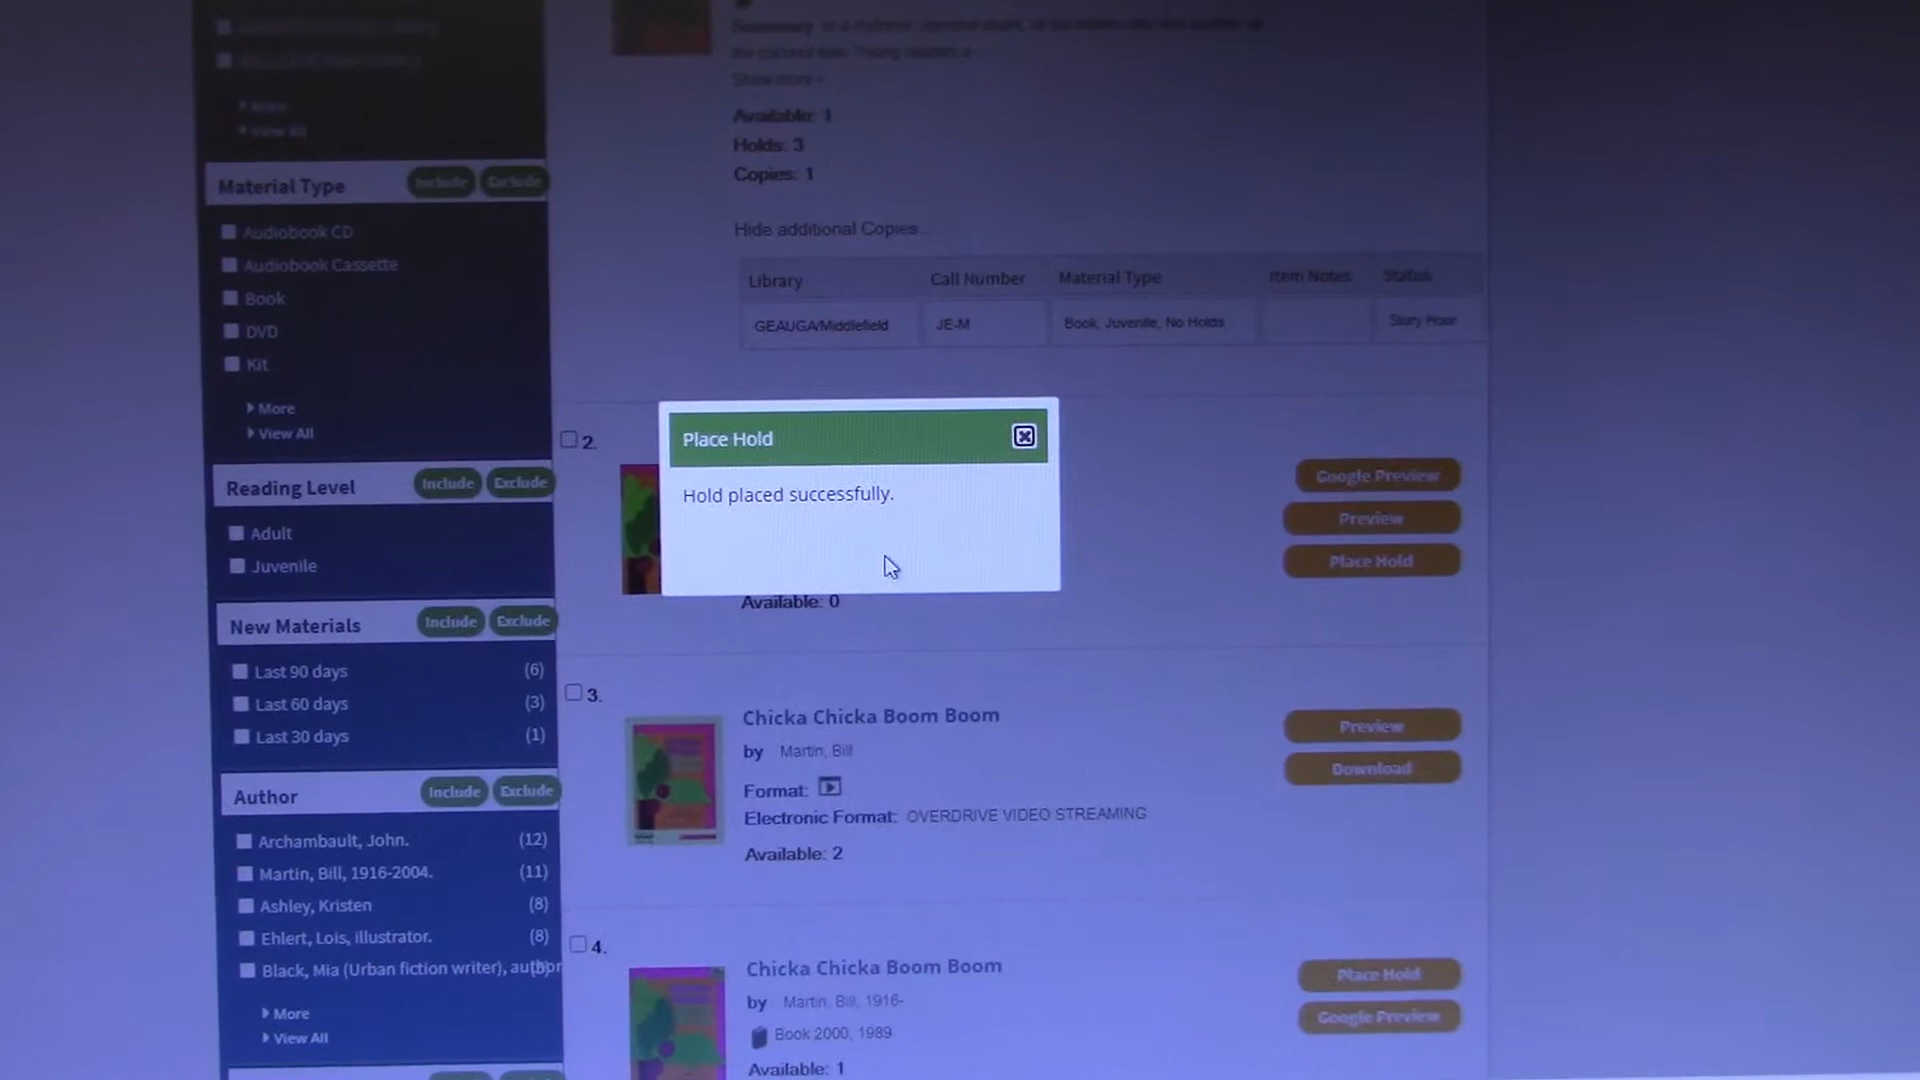 Summary
Show more
More
View All
Available: 1
Holds: 3
Copies: 1
Hide additional Copies.
Library Call Number Material Type Item Notes Status
GEAUGA/Middlefield JE-M Book, Juvenile, No Holds Story Hour
Material Type Include Exclude
Audiobook CD
Audiobook Cassette
Book
DVD
Kit
More
View All
Reading Level Include Exclude
Adult
Juvenile
New Materials Include Exclude
Last 90 days (6)
Last 60 days (3)
Last 30 days (1)
Author Include Exclude
Archambault, John. (12)
Martin, Bill, 1916-2004. (11)
Ashley, Kristen (8)
Ehlert, Lois, illustrator. (8)
Black, Mia (Urban fiction writer), author
More
View All
2.
Place Hold
Hold placed successfully.
Available: 0
Google Preview
Preview
Place Hold
3.
Chicka Chicka Boom Boom
by Martin, Bill
Format:
Electronic Format: OVERDRIVE VIDEO STREAMING
Available: 2
Preview
Download
4.
Chicka Chicka Boom Boom
by Martin, Bill, 1916-
Book 2000, 1989
Available: 1
Place Hold
Google Preview